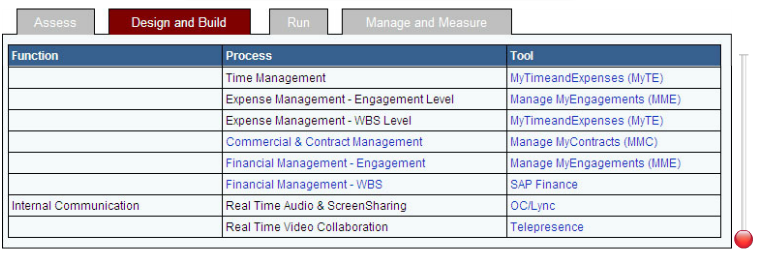 Assess Design and Build Run Manage and Measure
Function Process Tool
Time Management MyTimeandExpenses (MyTE)
Expense Management - Engagement Level Manage MyEngagements (MME)
Expense Management - WBS Level MyTimeandExpenses (MyTE)
Commercial & Contract Management Manage MyContracts (MMC)
Financial Management - Engagement Manage MyEngagements (MME)
Financial Management - WBS SAP Finance
Internal Communication Real Time Audio & ScreenSharing OC/Lync
Real Time Video Collaboration Telepresence